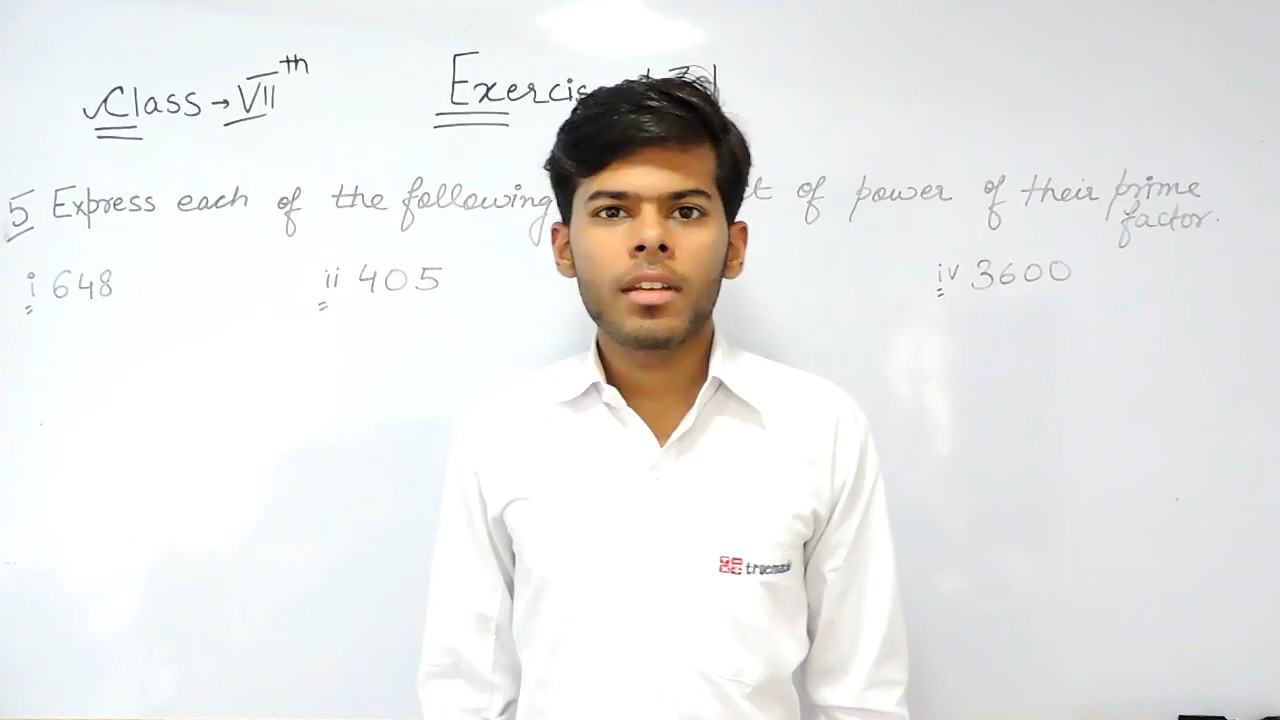 Class → VII th Exercis
5 Express each of the following of power of their prime
factor.
i 648 ii 405 iv 3600